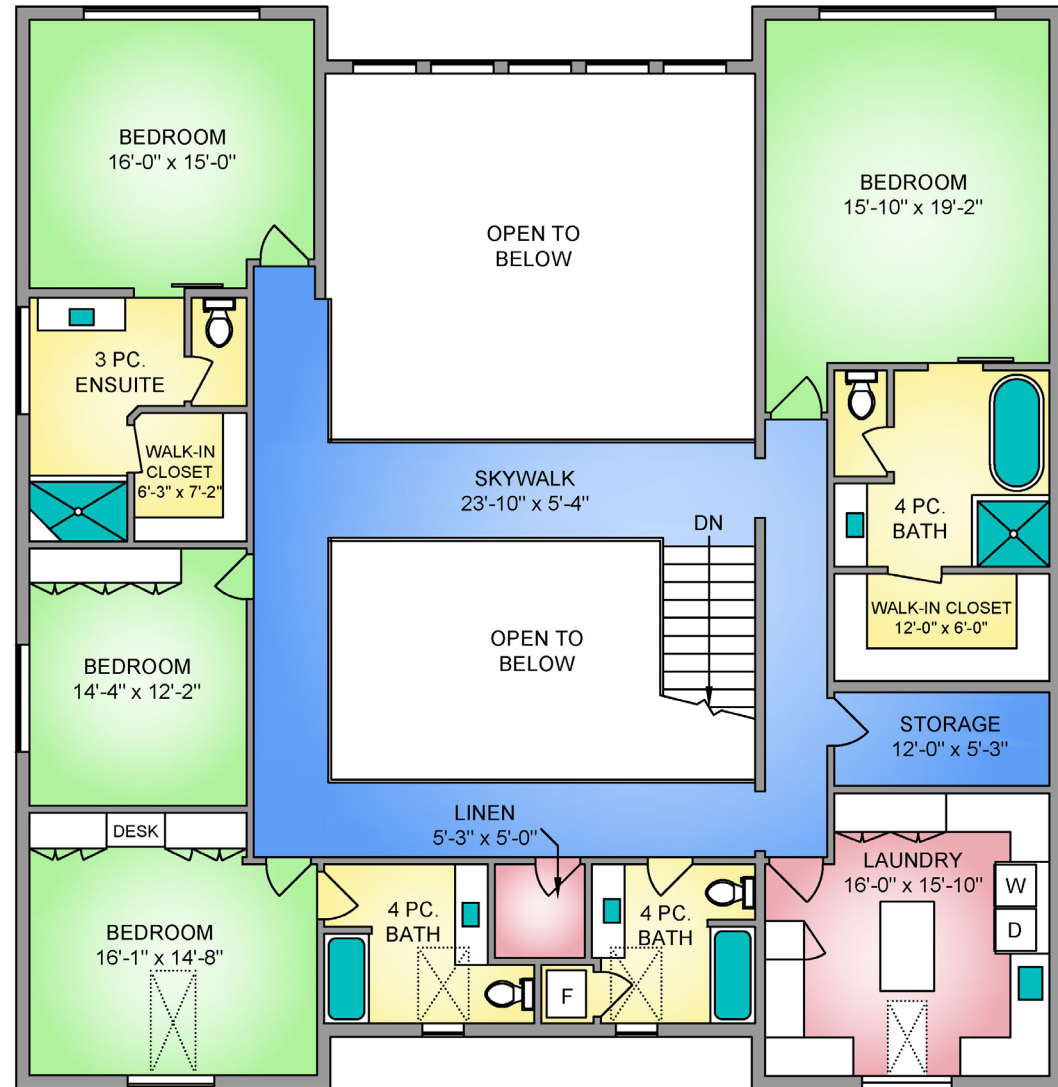 BEDROOM
16'-0" x 15'-0"
OPEN TO
BELOW
BEDROOM
15'-10" x 19'-2"
3 PC.
ENSUITE
WALK-IN
CLOSET
6'-3" x 7'-2"
SKYWALK
23'-10" x 5'-4"
DN
4 PC.
BATH
WALK-IN CLOSET
12'-0" x 6'-0"
BEDROOM
14'-4" x 12'-2"
OPEN TO
BELOW
STORAGE
12'-0" x 5'-3"
DESK
LINEN
5'-3" x 5'-0"
LAUNDRY
16'-0" x 15'-10"
W
D
BEDROOM
16'-1" x 14'-8"
4 PC.
BATH
4 PC.
BATH
F